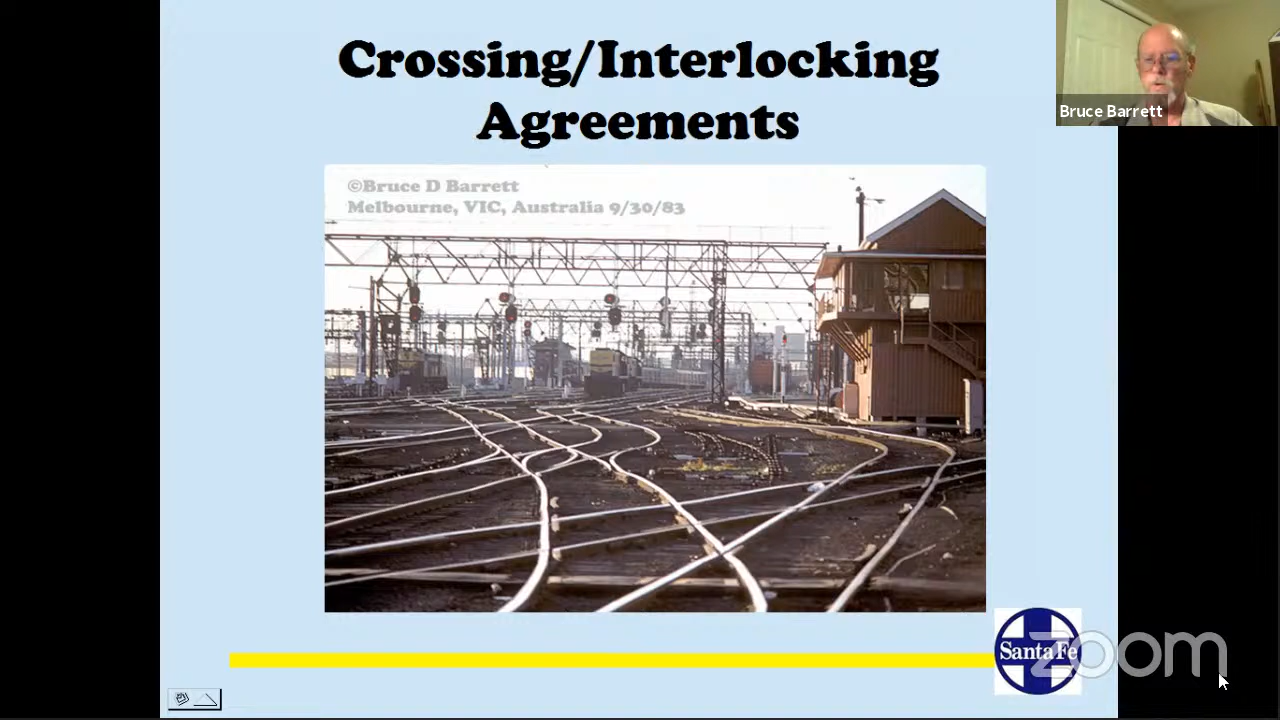 Crossing/Interlocking
Agreements
Bruce Barrett
©Bruce D Barrett
Melbourne, VIC, Australia 9/30/83
Santa Fe
zoom